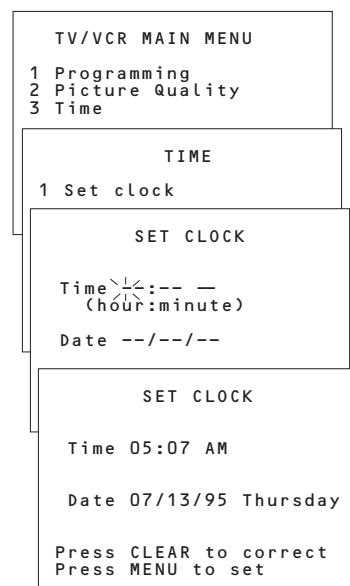 TV/VCR MAIN MENU
1 Programming
2 Picture Quality
3 Time
TIME
1 Set clock
SET CLOCK
Time --:-- --
(hour:minute)
Date --/--/--
SET CLOCK
Time 05:07 AM
Date 07/13/95 Thursday
Press CLEAR to correct
Press MENU to set